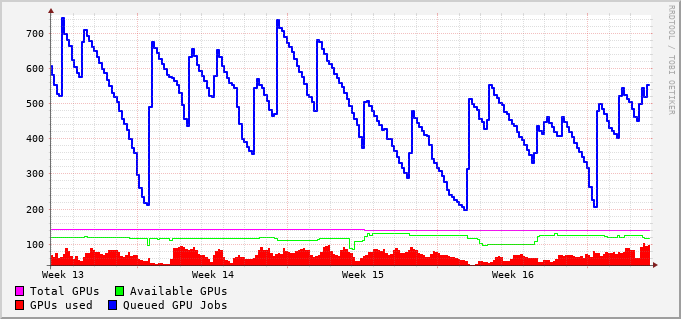 700
600
500
400
300
200
100
Week 13 Week 14 Week 15 Week 16
Total GPUs Available GPUs
GPUs used Queued GPU Jobs
RRDTOOL / TOBI OETIKER